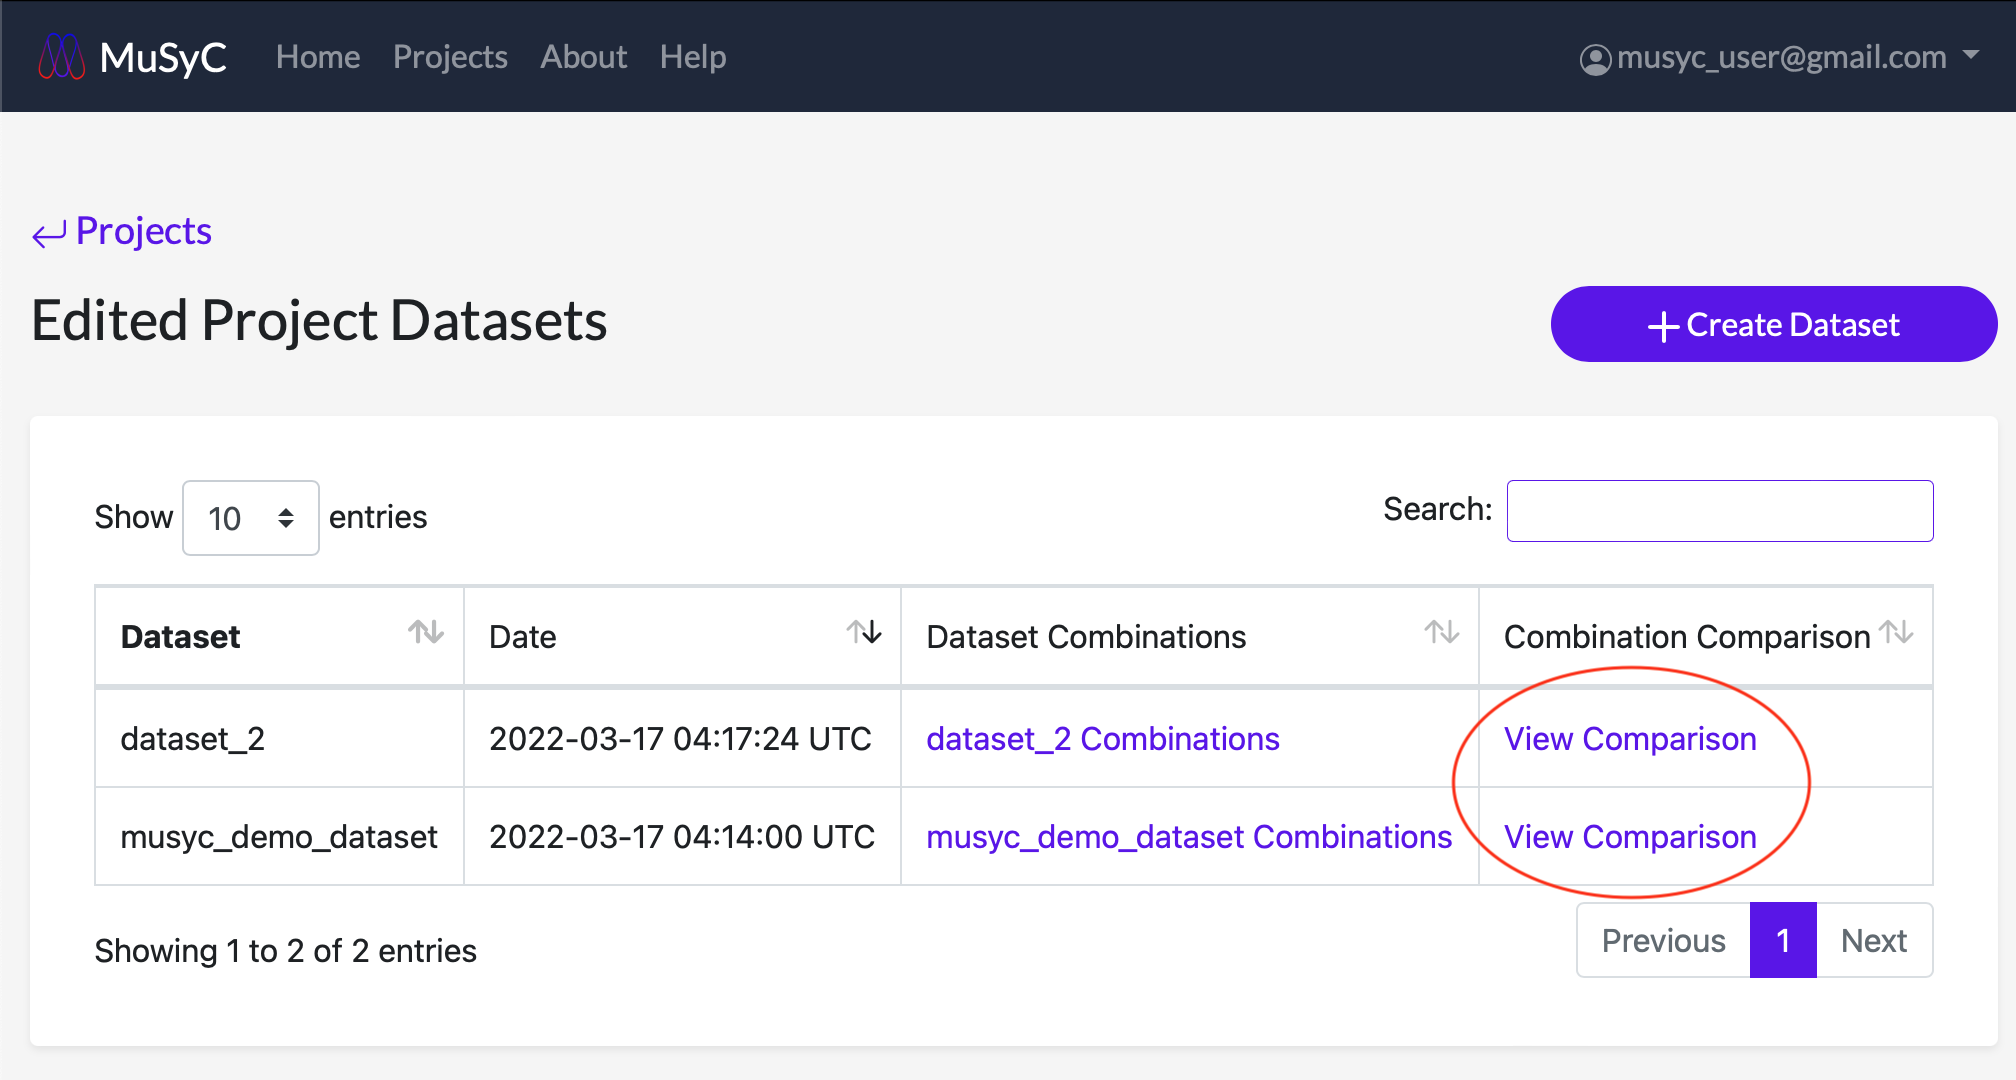 MuSyC Home Projects About Help musyc_user@gmail.com
Projects
Edited Project Datasets
Create Dataset
Show 10 entries
Search:
Dataset Date Dataset Combinations Combination Comparison
dataset_2 2022-03-17 04:17:24 UTC dataset_2 Combinations View Comparison
musyc_demo_dataset 2022-03-17 04:14:00 UTC musyc_demo_dataset Combinations View Comparison
Showing 1 to 2 of 2 entries
Previous 1 Next